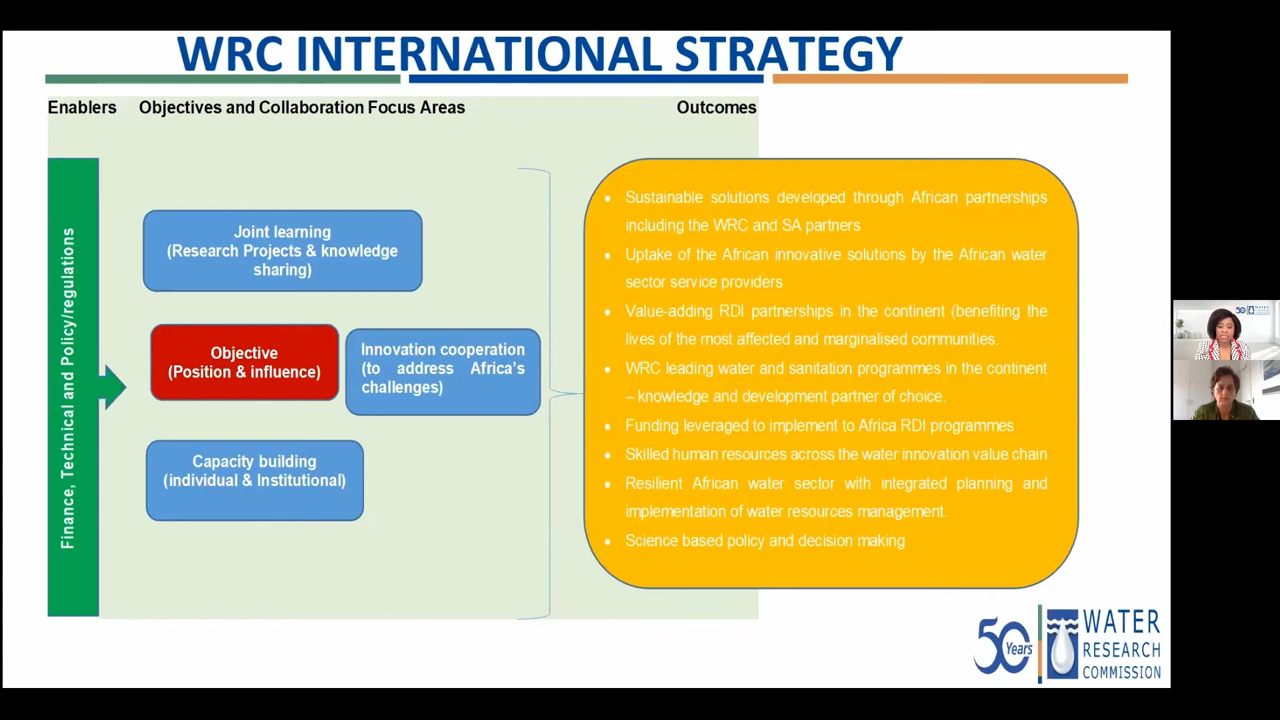 WRC INTERNATIONAL STRATEGY
Enablers
Objectives and Collaboration Focus Areas
Outcomes
Finance, Technical and Policy/regulations
Joint learning
(Research Projects & knowledge
sharing)
Objective
(Position & influence)
Innovation cooperation
(to address Africa's
challenges)
Capacity building
(individual & Institutional)
• Sustainable solutions developed through African partnerships
including the WRC and SA partners
• Uptake of the African innovative solutions by the African water
sector service providers
• Value-adding RDI partnerships in the continent (benefiting the
lives of the most affected and marginalised communities.
• WRC leading water and sanitation programmes in the continent
– knowledge and development partner of choice.
• Funding leveraged to implement to Africa RDI programmes
• Skilled human resources across the water innovation value chain
• Resilient African water sector with integrated planning and
implementation of water resources management.
• Science based policy and decision making
50 Years
WATER
RESEARCH
COMMISSION